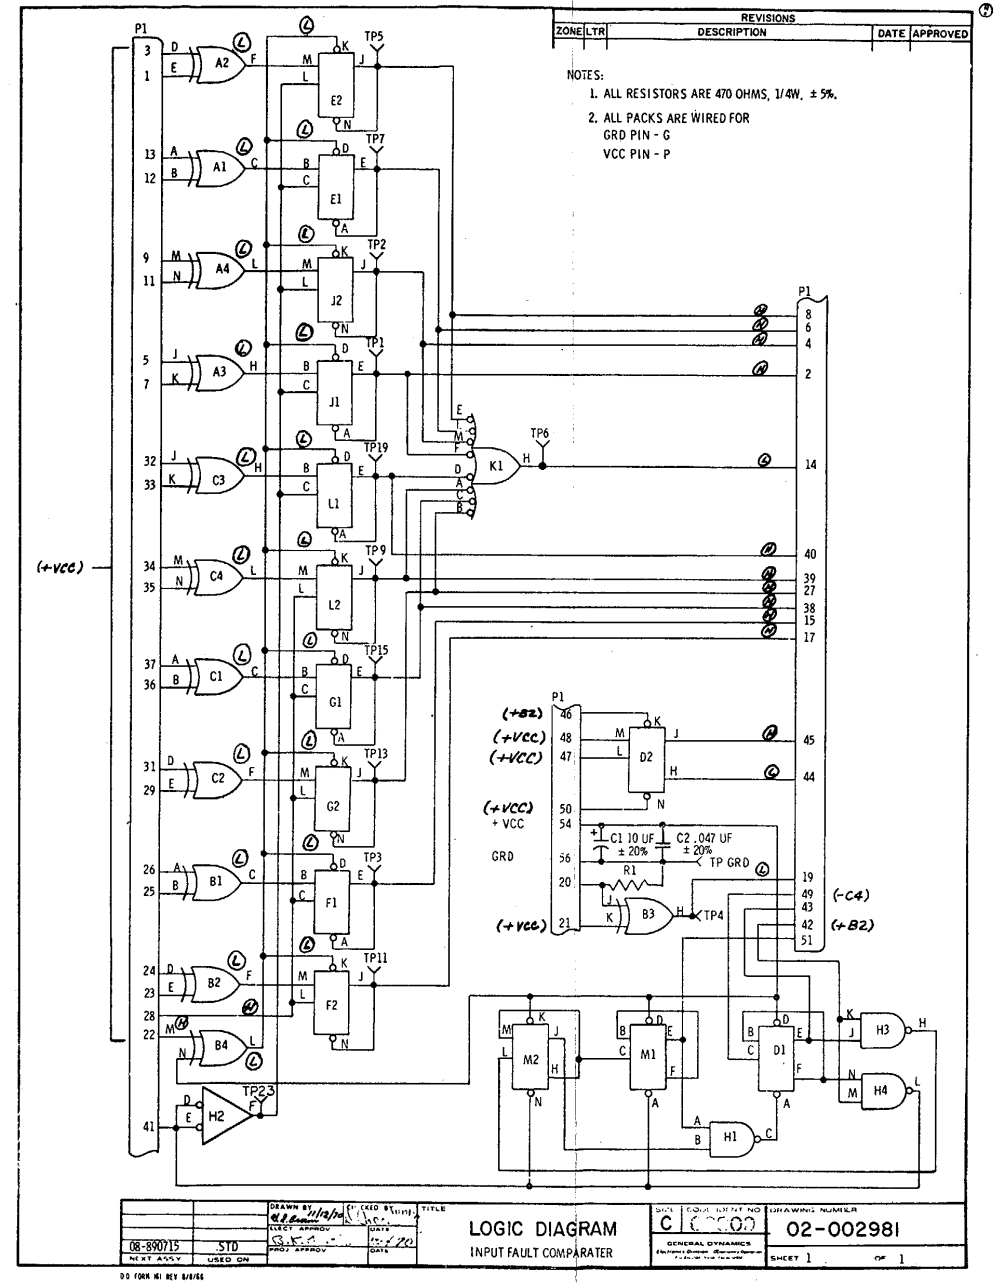 REVISIONS
ZONE LTR DESCRIPTION DATE APPROVED
NOTES:
1. ALL RESISTORS ARE 470 OHMS, 1/4W, ± 5%.
2. ALL PACKS ARE WIRED FOR
GRD PIN - G
VCC PIN - P
P1
3 D A2 F L M J TP5
1 E L E2 K N
13 A A1 C L B E TP7
12 B C E1 D A
9 M A4 L L M J TP2
11 N L J2 K N
5 J A3 H L B E TP1
7 K C J1 D A
32 J C3 H L B E TP19
33 K C L1 D A
34 M C4 L L M J TP9
35 N L L2 K N
(+VCC)
37 A C1 C L B E TP15
36 B C G1 D A
31 D C2 F L M J TP13
29 E L G2 K N
26 A B1 C L B E TP3
25 B C F1 D A
24 D B2 F L M J TP11
23 E L F2 K N
28 H
22 M H B4 L
N L
D H2 F TP23
E
41
E
L
M
F
D
A
C
B
K1 H TP6
P1
H 8
H 6
H 4
H 2
L 14
H 40
H 39
H 27
H 38
H 15
H 17
H 45
L 44
L 19
49 (-C4)
43
42 (+B2)
51
P1
(+B2) 46 K
(+VCC) 48 M D2 J
(+VCC) 47 L H
(+VCC) 50 N
+ VCC 54
C1 10 UF ± 20%
C2 .047 UF ± 20%
GRD 56 TP GRD
20 R1
J B3 H TP4
(+VCC) 21 K
M M2 K J L H N
B M1 D E C F A
B D1 D E C F A
K H3 H
J
N H4 L
M
A H1 C
B
08-890715 STD
NEXT ASSY USED ON
DRAWN BY 11/12/70
ELECT APPROV DATE
PROJ APPROV DATE
TITLE
LOGIC DIAGRAM
INPUT FAULT COMPARATER
SIZE CODE IDENT NO DRAWING NUMBER
C 02-002981
GENERAL DYNAMICS
SHEET 1 OF 1
DD FORM 161 REV 8/8/66